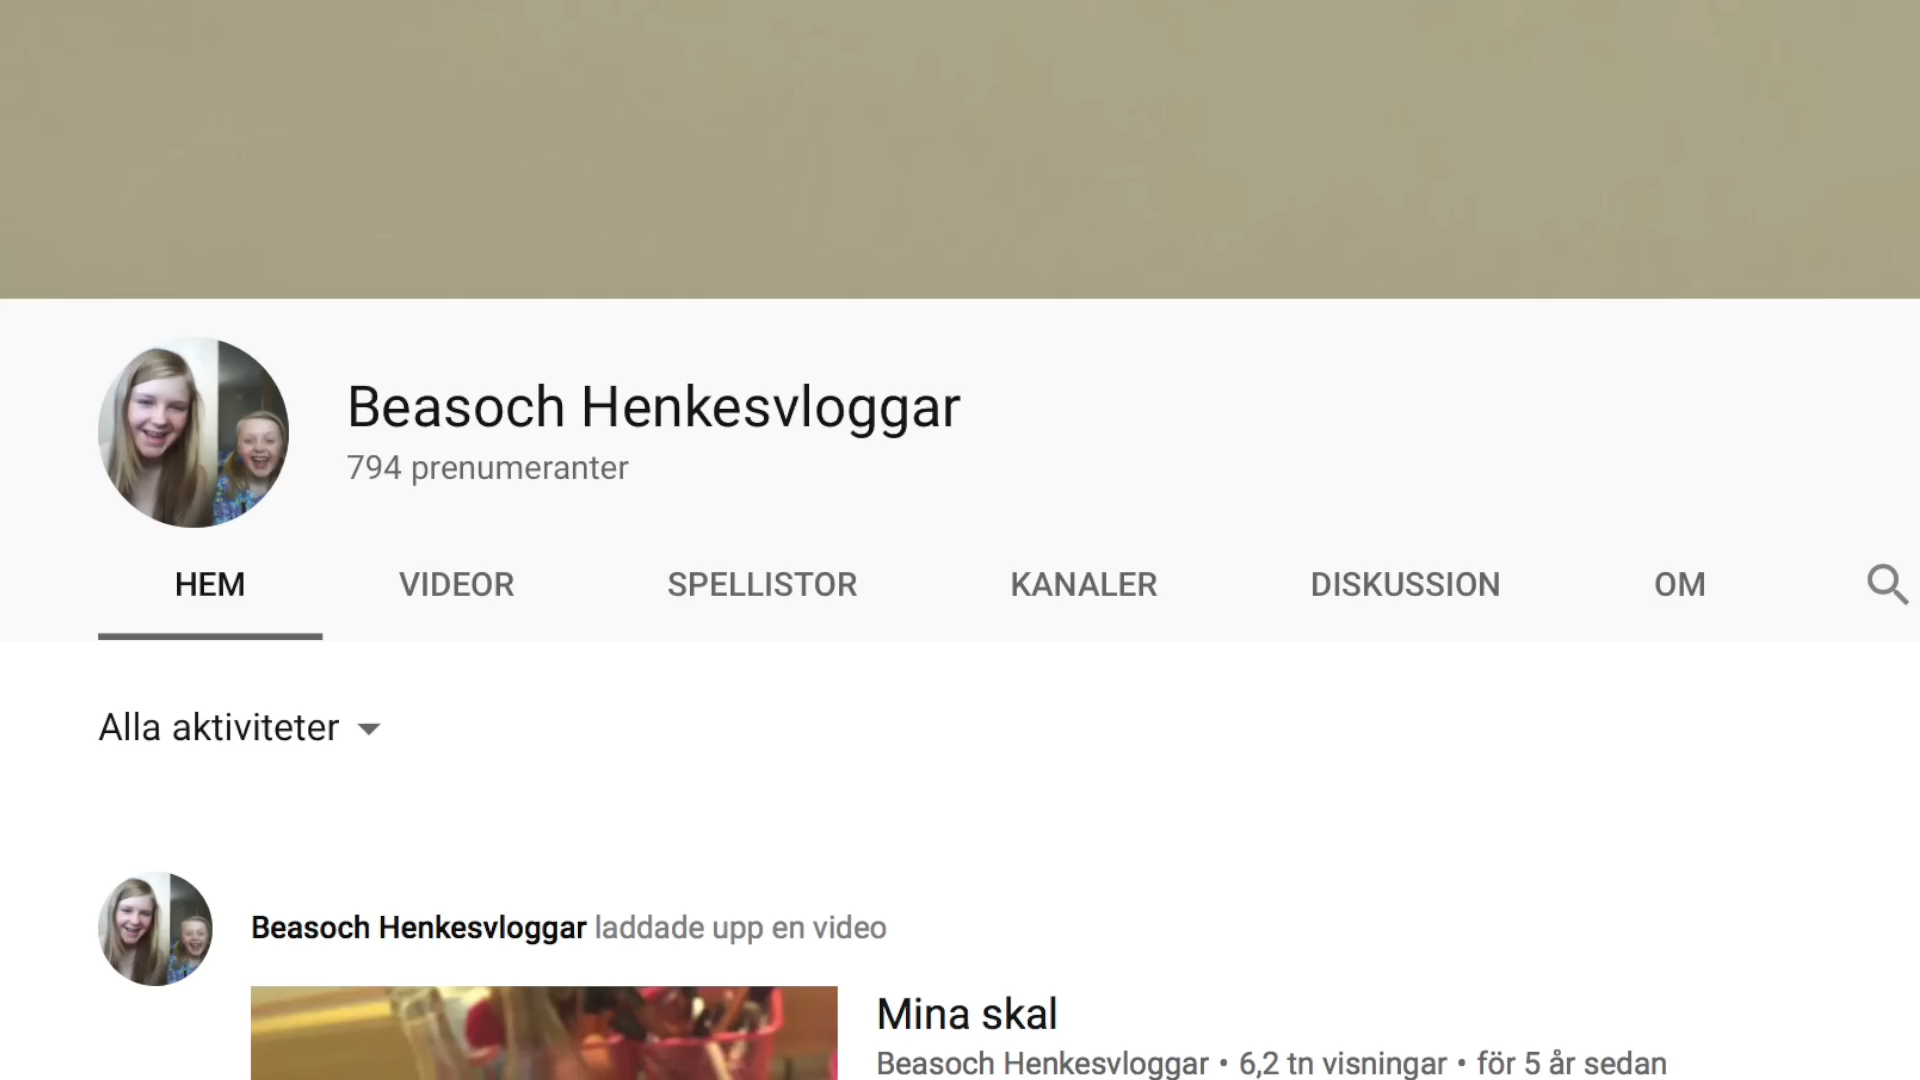 Beasoch Henkesvloggar
794 prenumeranter
HEM VIDEOR SPELLISTOR KANALER DISKUSSION OM
Alla aktiviteter
Beasoch Henkesvloggar laddade upp en video
Mina skal
Beasoch Henkesvloggar • 6,2 tn visningar • för 5 år sedan